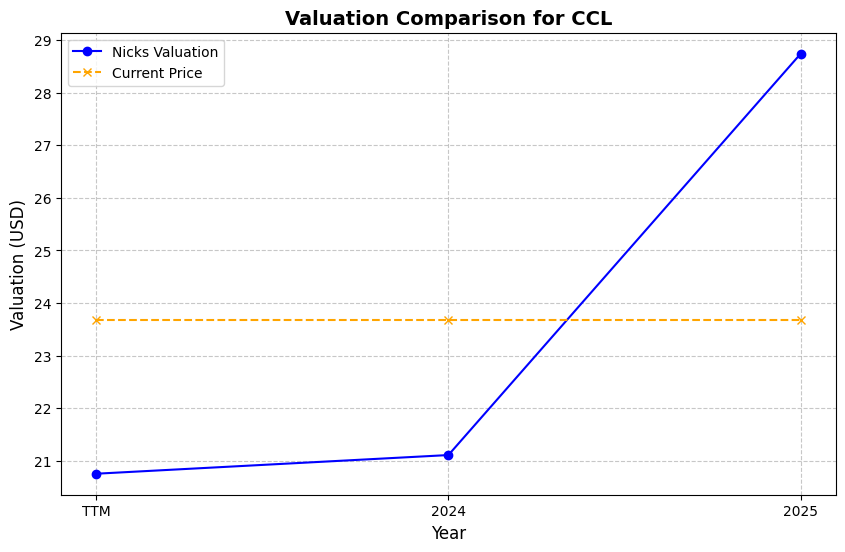 Valuation Comparison for CCL
Nicks Valuation
Current Price
Valuation (USD)
29
28
27
26
25
24
23
22
21
TTM
2024
2025
Year